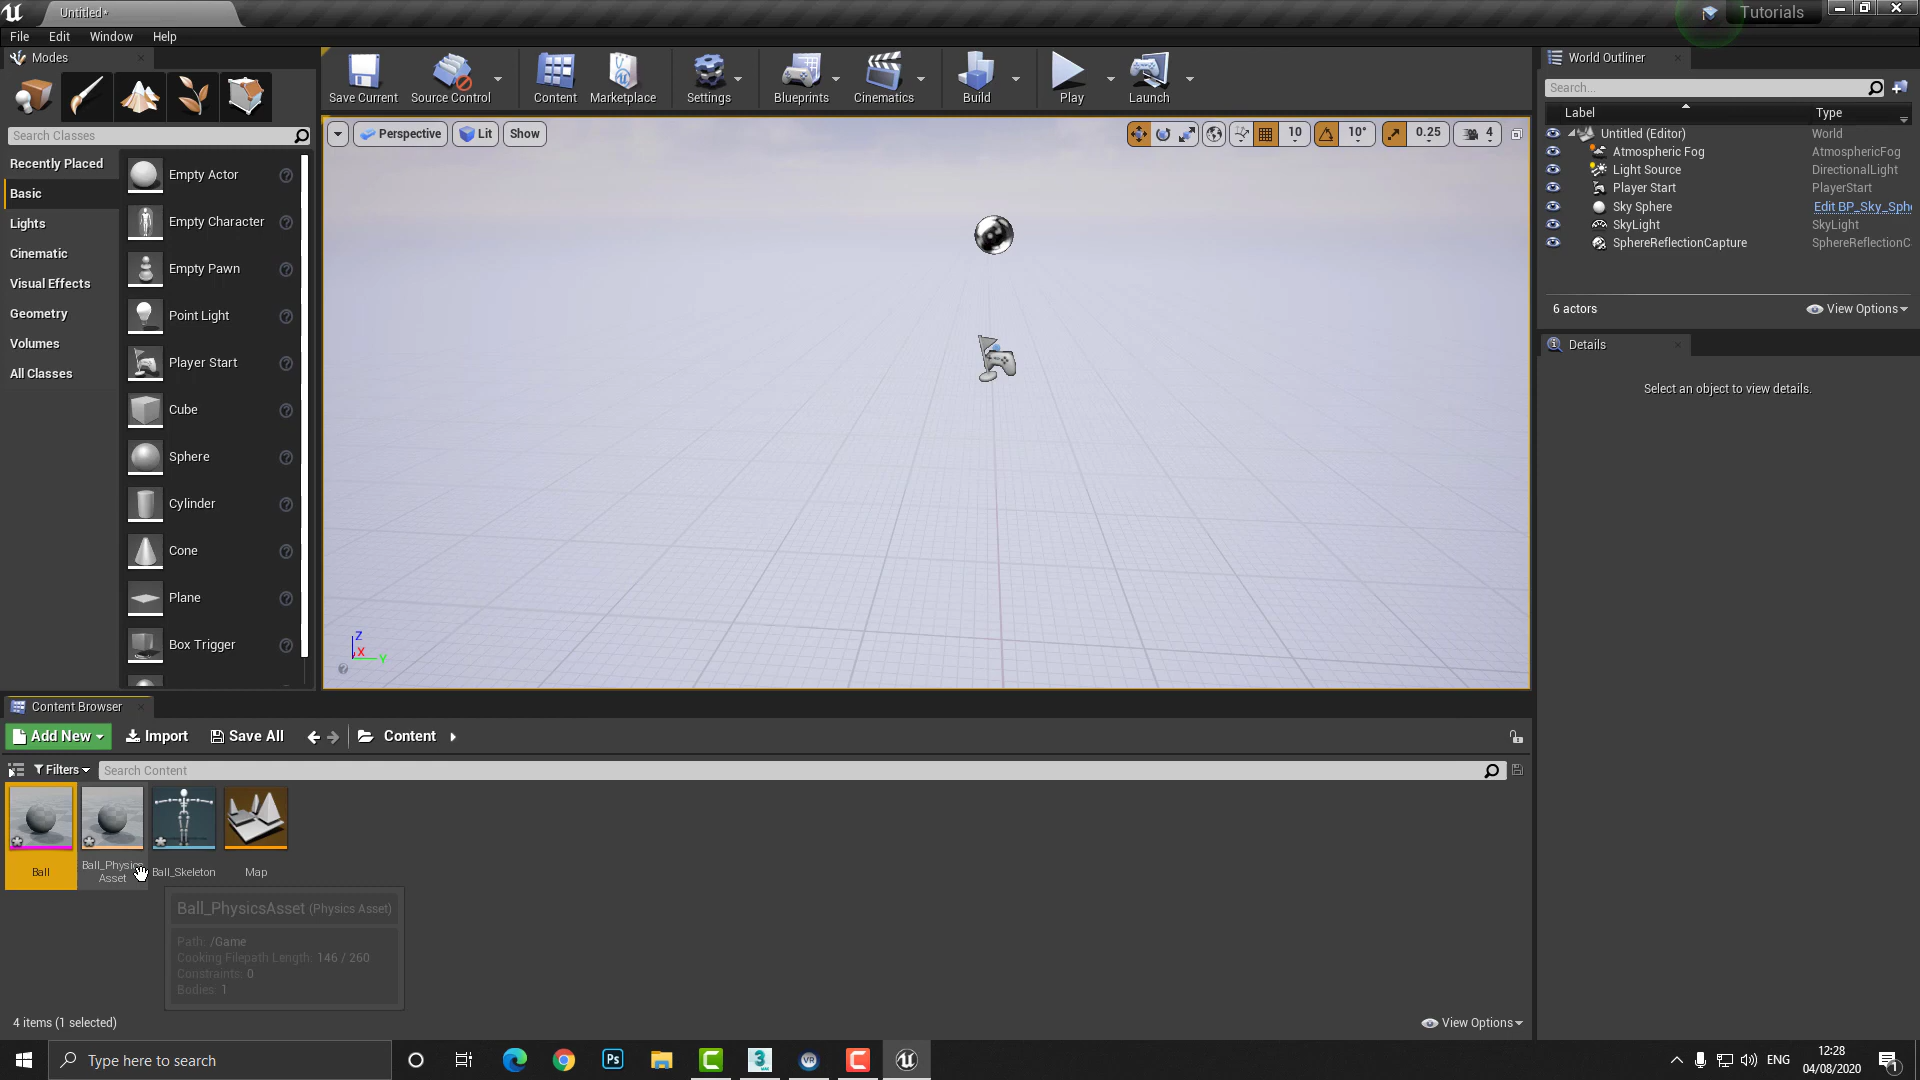 Untitled*
Tutorials
File Edit Window Help
Modes
Search Classes
Recently Placed
Basic
Lights
Cinematic
Visual Effects
Geometry
Volumes
All Classes
Empty Actor
Empty Character
Empty Pawn
Point Light
Player Start
Cube
Sphere
Cylinder
Cone
Plane
Box Trigger
Save Current Source Control Content Marketplace Settings Blueprints Cinematics Build Play Launch
Perspective Lit Show
10 10° 0.25 4
Z
X
Y
World Outliner
Search...
Label Type
Untitled (Editor) World
Atmospheric Fog AtmosphericFog
Light Source DirectionalLight
Player Start PlayerStart
Sky Sphere Edit BP_Sky_Sph
SkyLight SkyLight
SphereReflectionCapture SphereReflectionC
6 actors View Options
Details
Select an object to view details.
Content Browser
Add New Import Save All Content
Filters Search Content
Ball
Ball_Physics
Asset
Ball_Skeleton
Map
Ball_PhysicsAsset (Physics Asset)
Path: /Game
Cooking Filepath Length: 146 / 260
Constraints: 0
Bodies: 1
4 items (1 selected) View Options
Type here to search
Ps
3
VR
ENG
12:28
04/08/2020
1